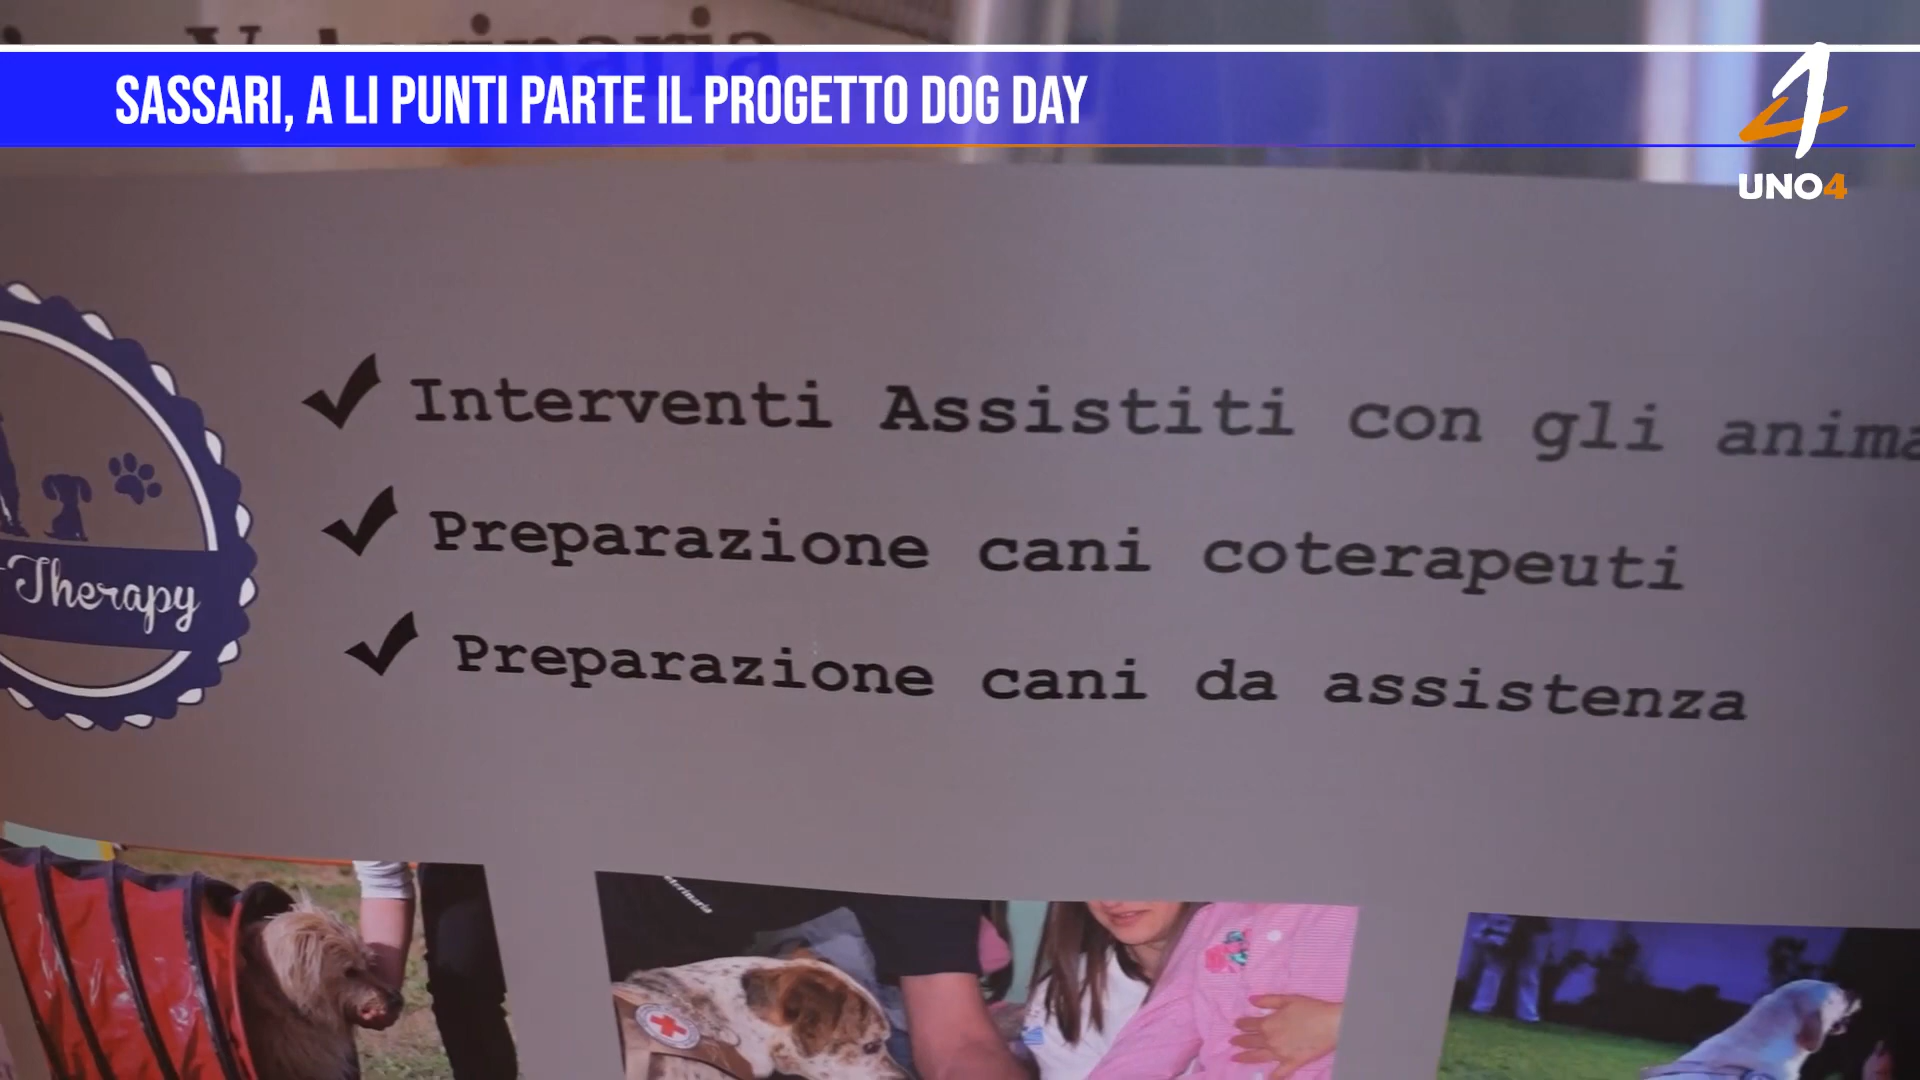 Veterinaria
SASSARI, A LI PUNTI PARTE IL PROGETTO DOG DAY
UNO4
Interventi Assistiti con gli anima
Preparazione cani coterapeuti
Preparazione cani da assistenza
Therapy